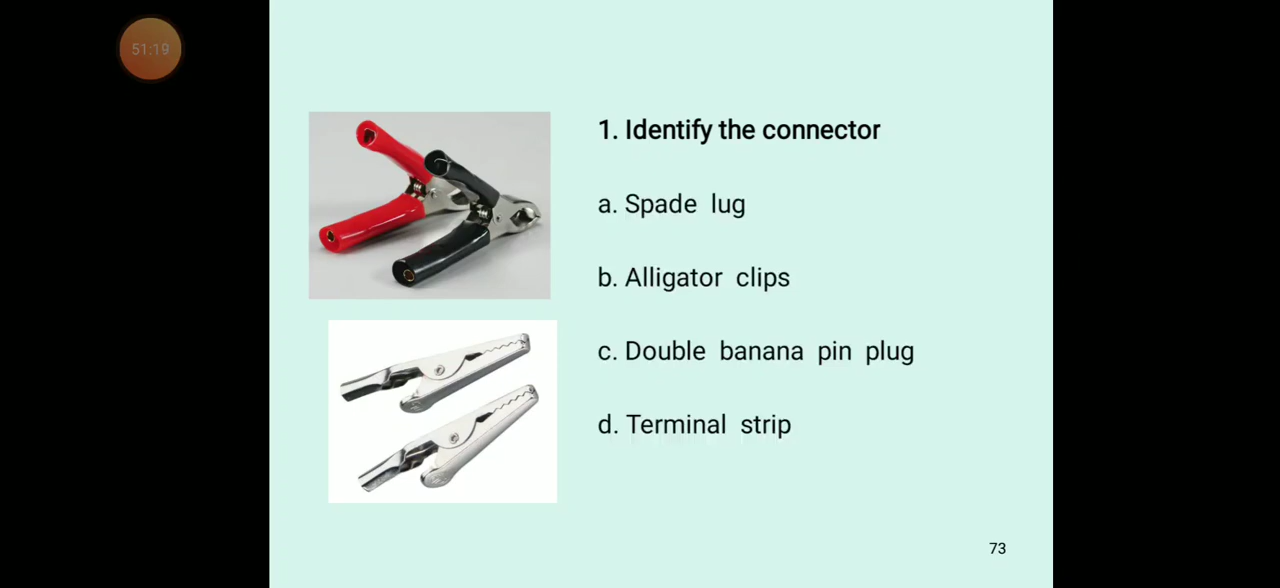 51:19
1. Identify the connector
a. Spade lug
b. Alligator clips
c. Double banana pin plug
d. Terminal strip
73